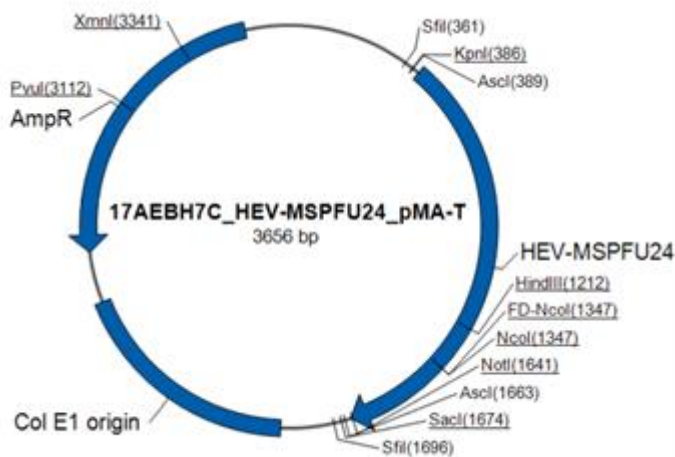 XmnI(3341)
SfiI(361)
KpnI(386)
AscI(389)
PvuI(3112)
AmpR
17AEBH7C_HEV-MSPFU24_pMA-T
3656 bp
HEV-MSPFU24
HindIII(1212)
FD-NcoI(1347)
NcoI(1347)
NotI(1641)
AscI(1663)
SacI(1674)
SfiI(1696)
Col E1 origin